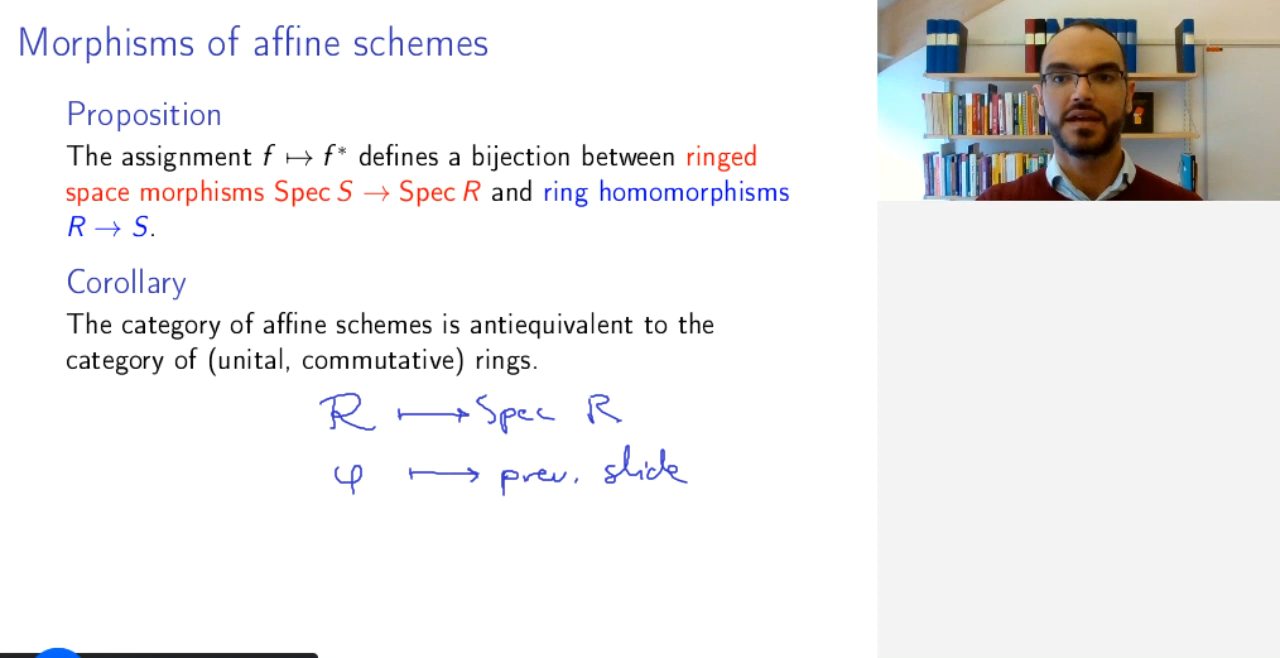 Morphisms of affine schemes
Proposition
The assignment f ↦ f* defines a bijection between ringed
space morphisms Spec S → Spec R and ring homomorphisms
R → S.
Corollary
The category of affine schemes is antiequivalent to the
category of (unital, commutative) rings.
R ⟼ Spec R
φ ⟼ prev. slide